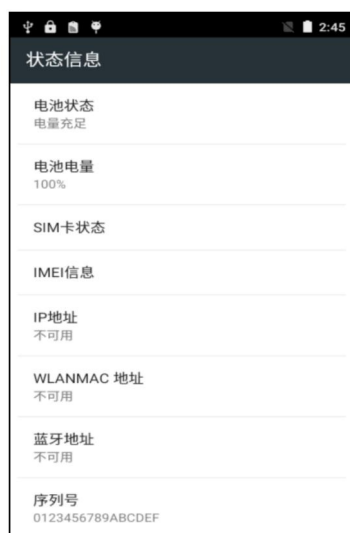 2:45
状态信息
电池状态
电量充足
电池电量
100%
SIM卡状态
IMEI信息
IP地址
不可用
WLANMAC 地址
不可用
蓝牙地址
不可用
序列号
0123456789ABCDEF